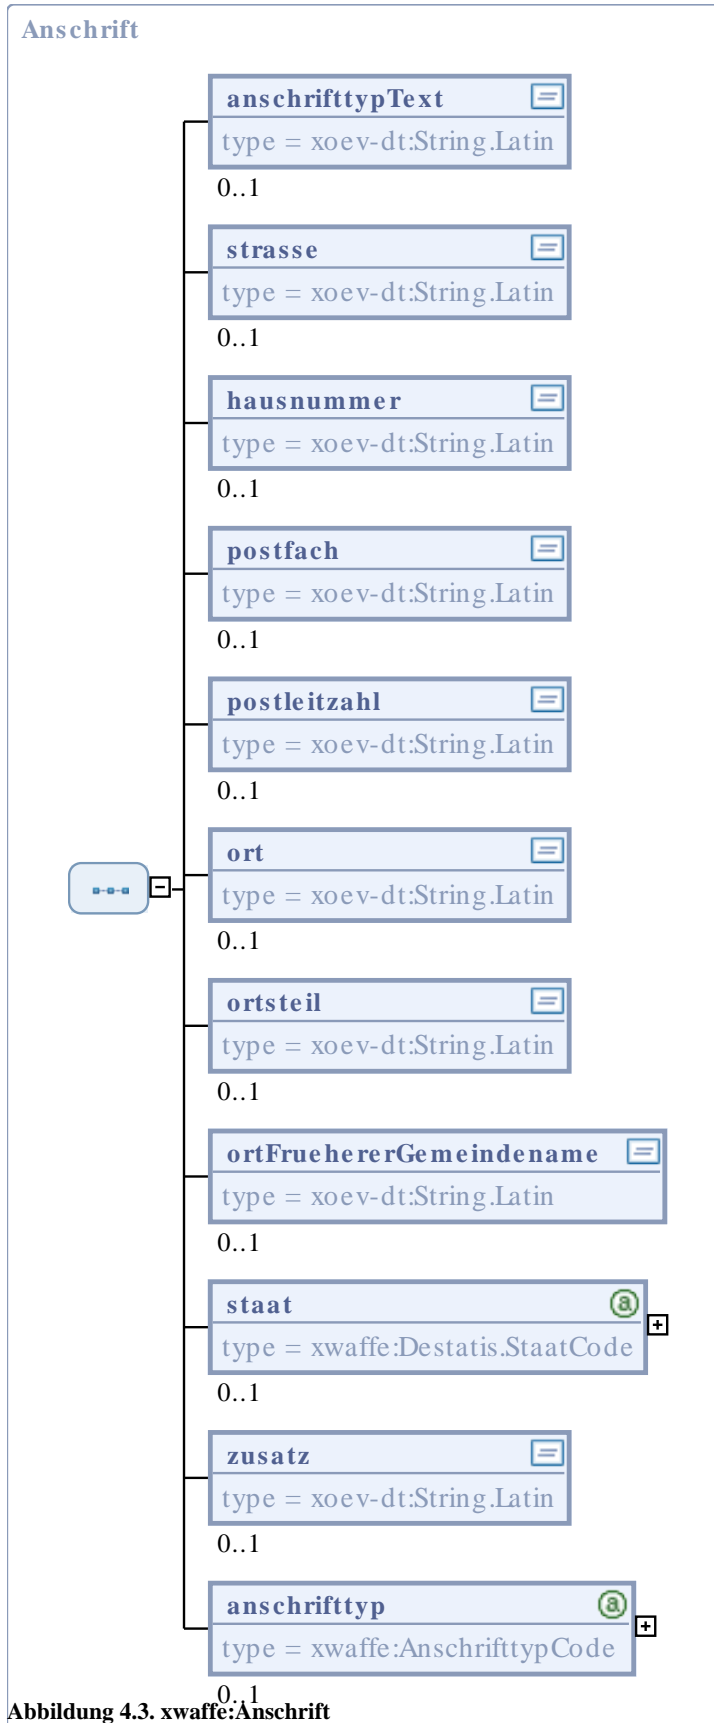 Anschrift
anschrifttypText
type = xoev-dt:String.Latin
0..1
strasse
type = xoev-dt:String.Latin
0..1
hausnummer
type = xoev-dt:String.Latin
0..1
postfach
type = xoev-dt:String.Latin
0..1
postleitzahl
type = xoev-dt:String.Latin
0..1
ort
type = xoev-dt:String.Latin
0..1
ortsteil
type = xoev-dt:String.Latin
0..1
ortFruehererGemeindename
type = xoev-dt:String.Latin
0..1
staat
type = xwaffe:Destatis.StaatCode
0..1
zusatz
type = xoev-dt:String.Latin
0..1
anschrifttyp
type = xwaffe:AnschrifttypCode
0..1
Abbildung 4.3. xwaffe:Anschrift